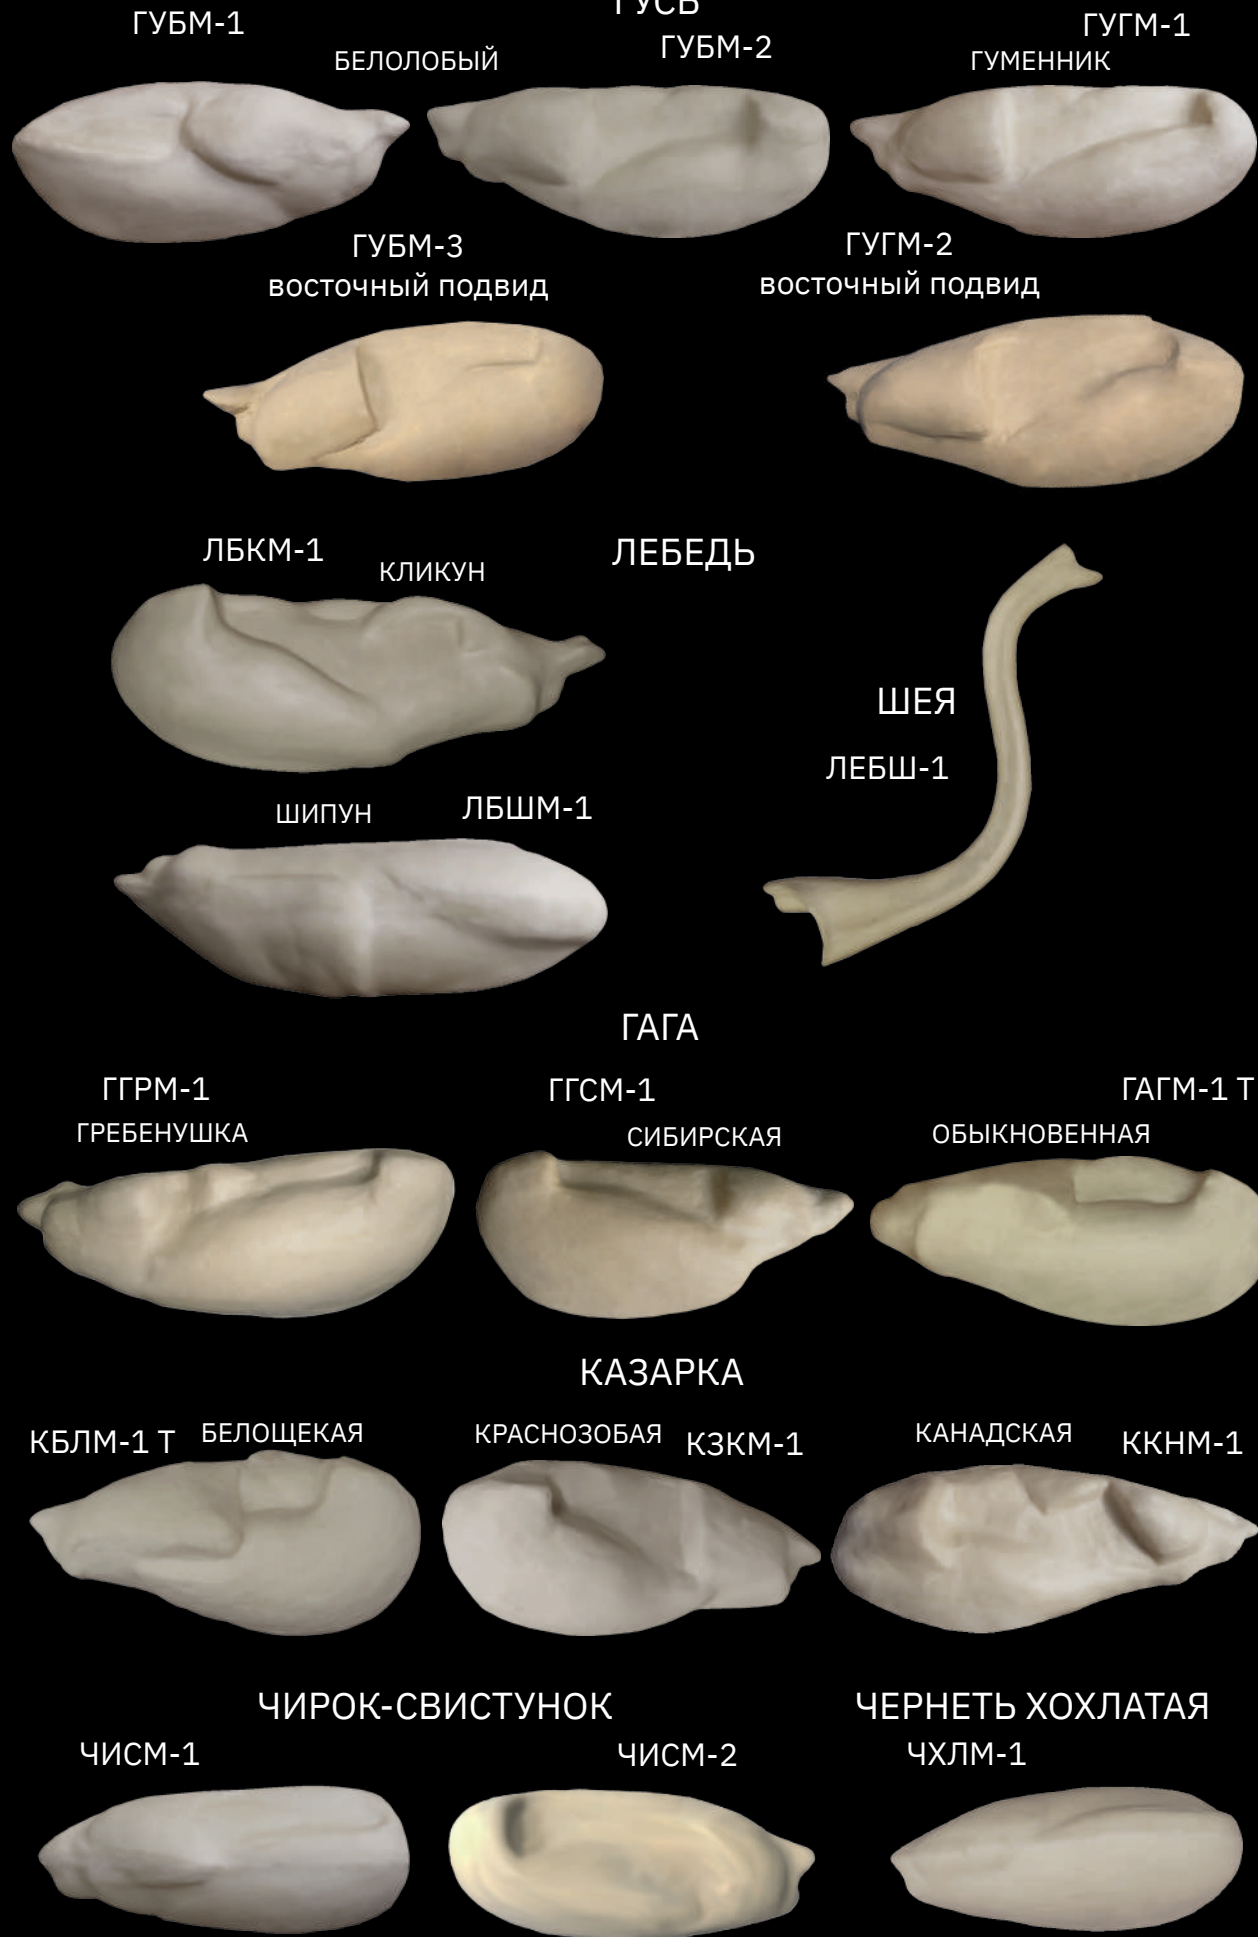 ГУСЬ
ГУБМ-1
БЕЛОЛОБЫЙ
ГУБМ-2
ГУГМ-1
ГУМЕННИК
ГУБМ-3
восточный подвид
ГУГМ-2
восточный подвид
ЛЕБЕДЬ
ЛБКМ-1
КЛИКУН
ШЕЯ
ЛЕБШ-1
ШИПУН
ЛБШМ-1
ГАГА
ГГРМ-1
ГРЕБЕНУШКА
ГГСМ-1
СИБИРСКАЯ
ГАГМ-1 Т
ОБЫКНОВЕННАЯ
КАЗАРКА
КБЛМ-1 Т
БЕЛОЩЕКАЯ
КРАСНОЗОБАЯ
КЗКМ-1
КАНАДСКАЯ
ККНМ-1
ЧИРОК-СВИСТУНОК
ЧЕРНЕТЬ ХОХЛАТАЯ
ЧИСМ-1
ЧИСМ-2
ЧХЛМ-1